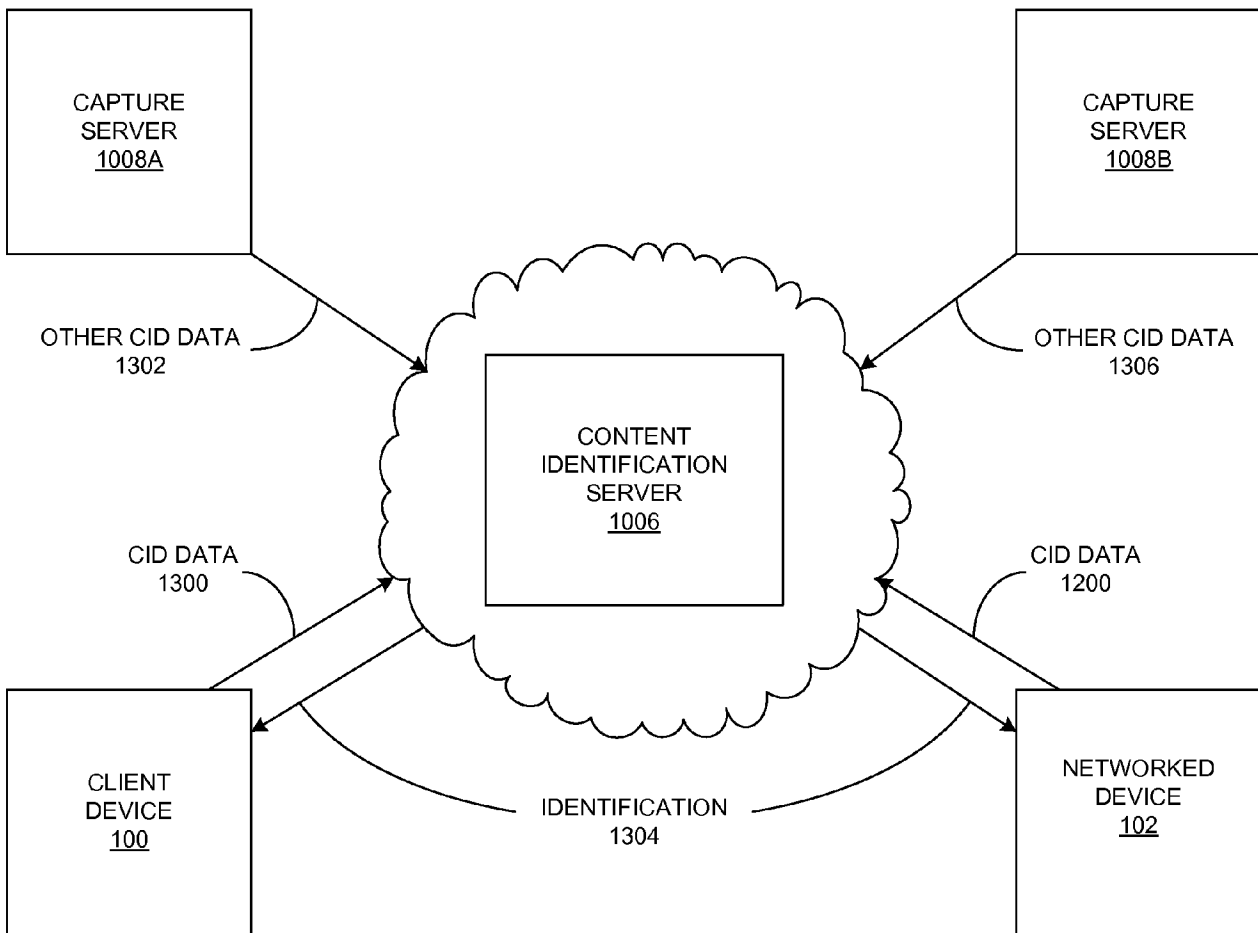 CAPTURE
SERVER
1008A
CAPTURE
SERVER
1008B
OTHER CID DATA
1302
OTHER CID DATA
1306
CONTENT
IDENTIFICATION
SERVER
1006
CID DATA
1300
CID DATA
1200
CLIENT
DEVICE
100
IDENTIFICATION
1304
NETWORKED
DEVICE
102